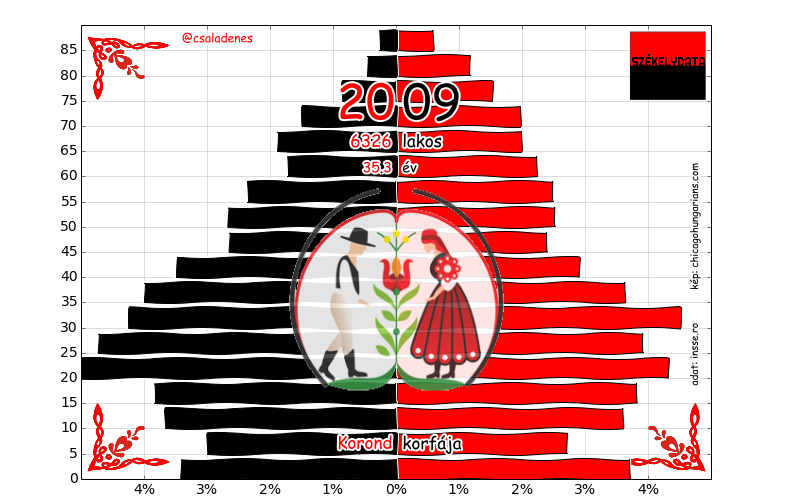 @csaladenes
SZÉKELYDATA
2009
6326 lakos
35.3 év
Korond korfája
kép: chicagohungarians.com
adat: insse.ro
85
80
75
70
65
60
55
50
45
40
35
30
25
20
15
10
5
0
4% 3% 2% 1% 0% 1% 2% 3% 4%